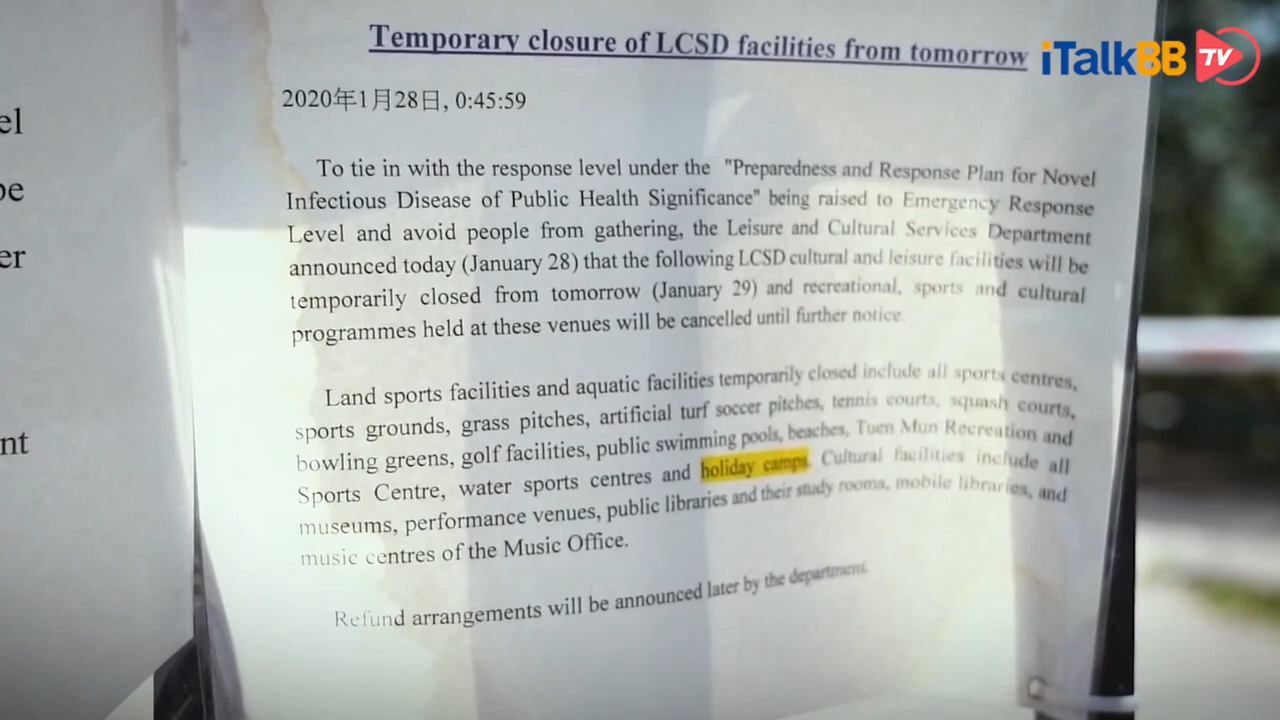 Temporary closure of LCSD facilities from tomorrow
iTalkBB TV
2020年1月28日, 0:45:59
To tie in with the response level under the "Preparedness and Response Plan for Novel
Infectious Disease of Public Health Significance" being raised to Emergency Response
Level and avoid people from gathering, the Leisure and Cultural Services Department
announced today (January 28) that the following LCSD cultural and leisure facilities will be
temporarily closed from tomorrow (January 29) and recreational, sports and cultural
programmes held at these venues will be cancelled until further notice.
Land sports facilities and aquatic facilities temporarily closed include all sports centres,
sports grounds, grass pitches, artificial turf soccer pitches, tennis courts, squash courts,
bowling greens, golf facilities, public swimming pools, beaches, Tuen Mun Recreation and
Sports Centre, water sports centres and holiday camps. Cultural facilities include all
museums, performance venues, public libraries and their study rooms, mobile libraries, and
music centres of the Music Office.
Refund arrangements will be announced later by the department.